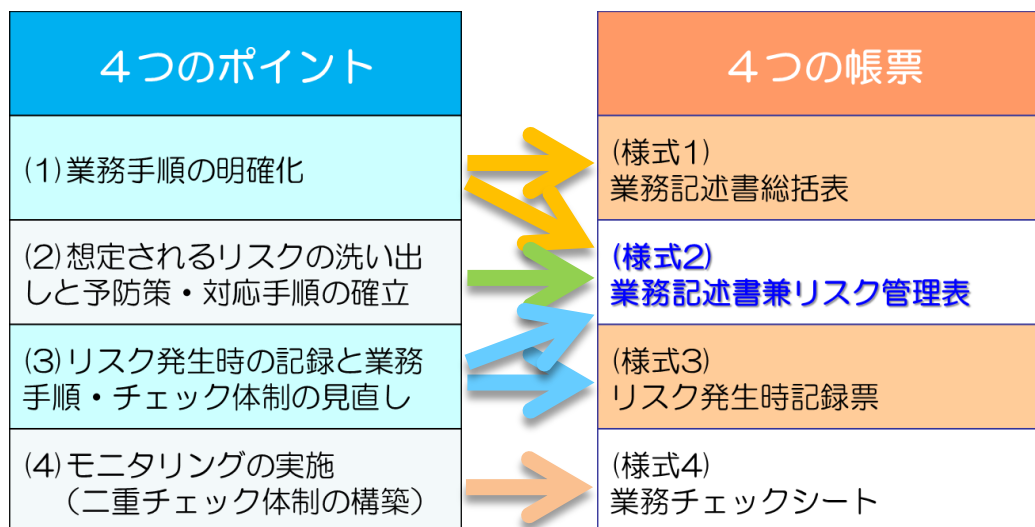 ４つのポイント
(1)業務手順の明確化
(2)想定されるリスクの洗い出
しと予防策・対応手順の確立
(3)リスク発生時の記録と業務
手順・チェック体制の見直し
(4)モニタリングの実施
（二重チェック体制の構築）
４つの帳票
(様式1)
業務記述書総括表
(様式2)
業務記述書兼リスク管理表
(様式3)
リスク発生時記録票
(様式4)
業務チェックシート